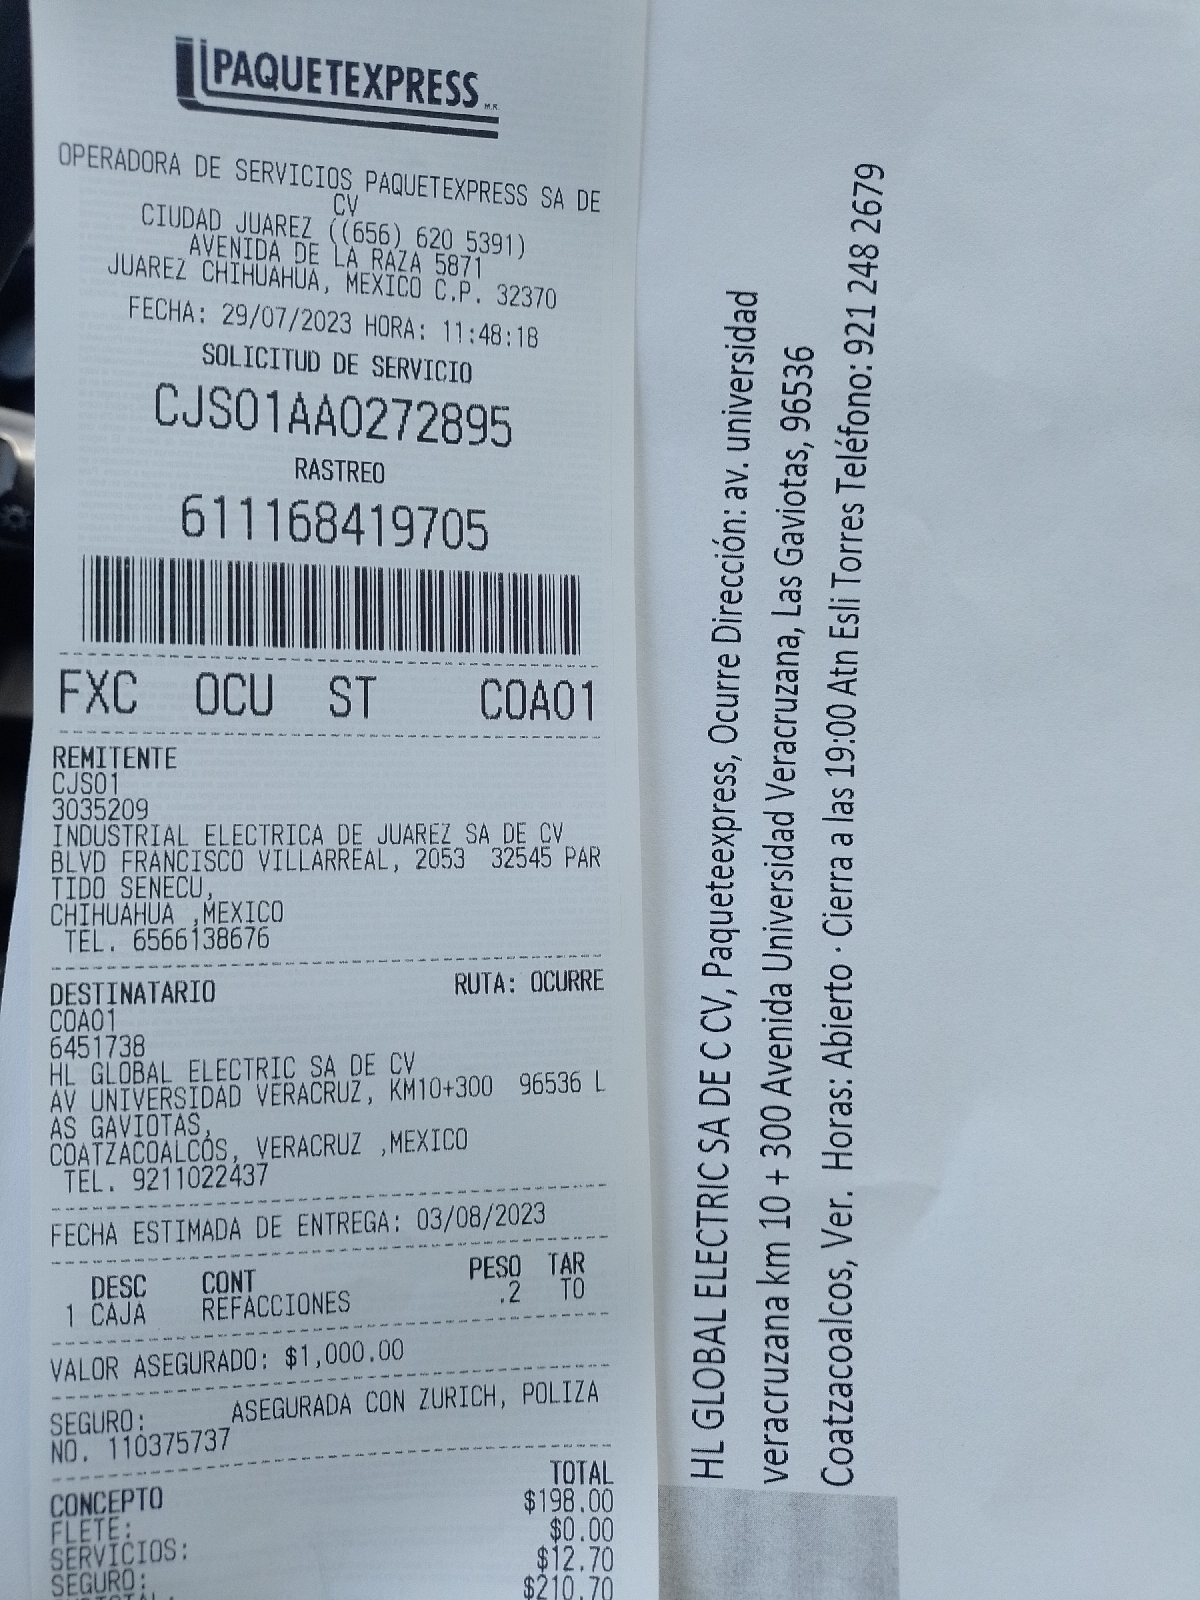 PAQUETEXPRESS M.R.
OPERADORA DE SERVICIOS PAQUETEXPRESS SA DE
CV
CIUDAD JUAREZ ((656) 620 5391)
AVENIDA DE LA RAZA 5871
JUAREZ CHIHUAHUA, MEXICO C.P. 32370
FECHA: 29/07/2023 HORA: 11:48:18
SOLICITUD DE SERVICIO
CJS01AA0272895
RASTREO
611168419705
FXC OCU ST COA01
REMITENTE
CJS01
3035209
INDUSTRIAL ELECTRICA DE JUAREZ SA DE CV
BLVD FRANCISCO VILLARREAL, 2053 32545 PAR
TIDO SENECU,
CHIHUAHUA ,MEXICO
TEL. 6566138676
DESTINATARIO RUTA: OCURRE
COA01
6451738
HL GLOBAL ELECTRIC SA DE CV
AV UNIVERSIDAD VERACRUZ, KM10+300 96536 L
AS GAVIOTAS,
COATZACOALCOS, VERACRUZ ,MEXICO
TEL. 9211022437
FECHA ESTIMADA DE ENTREGA: 03/08/2023
DESC CONT PESO TAR
1 CAJA REFACCIONES .2 TO
VALOR ASEGURADO: $1,000.00
SEGURO: ASEGURADA CON ZURICH, POLIZA
NO. 110375737
CONCEPTO TOTAL
FLETE: $198.00
SERVICIOS: $0.00
SEGURO: $12.70
$210.70
HL GLOBAL ELECTRIC SA DE C CV, Paqueteexpress, Ocurre Dirección: av. universidad
veracruzana km 10 + 300 Avenida Universidad Veracruzana, Las Gaviotas, 96536
Coatzacoalcos, Ver. Horas: Abierto · Cierra a las 19:00 Atn Esli Torres Teléfono: 921 248 2679